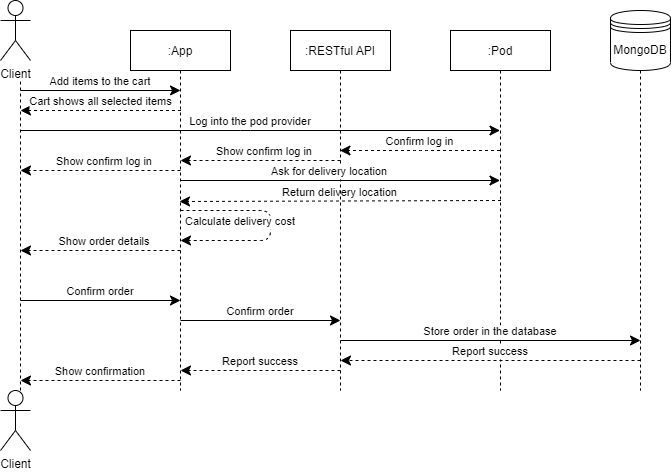 :App
:RESTful API
:Pod
MongoDB
Client
Add items to the cart
Cart shows all selected items
Log into the pod provider
Confirm log in
Show confirm log in
Show confirm log in
Ask for delivery location
Return delivery location
Calculate delivery cost
Show order details
Confirm order
Confirm order
Store order in the database
Report success
Report success
Show confirmation
Client